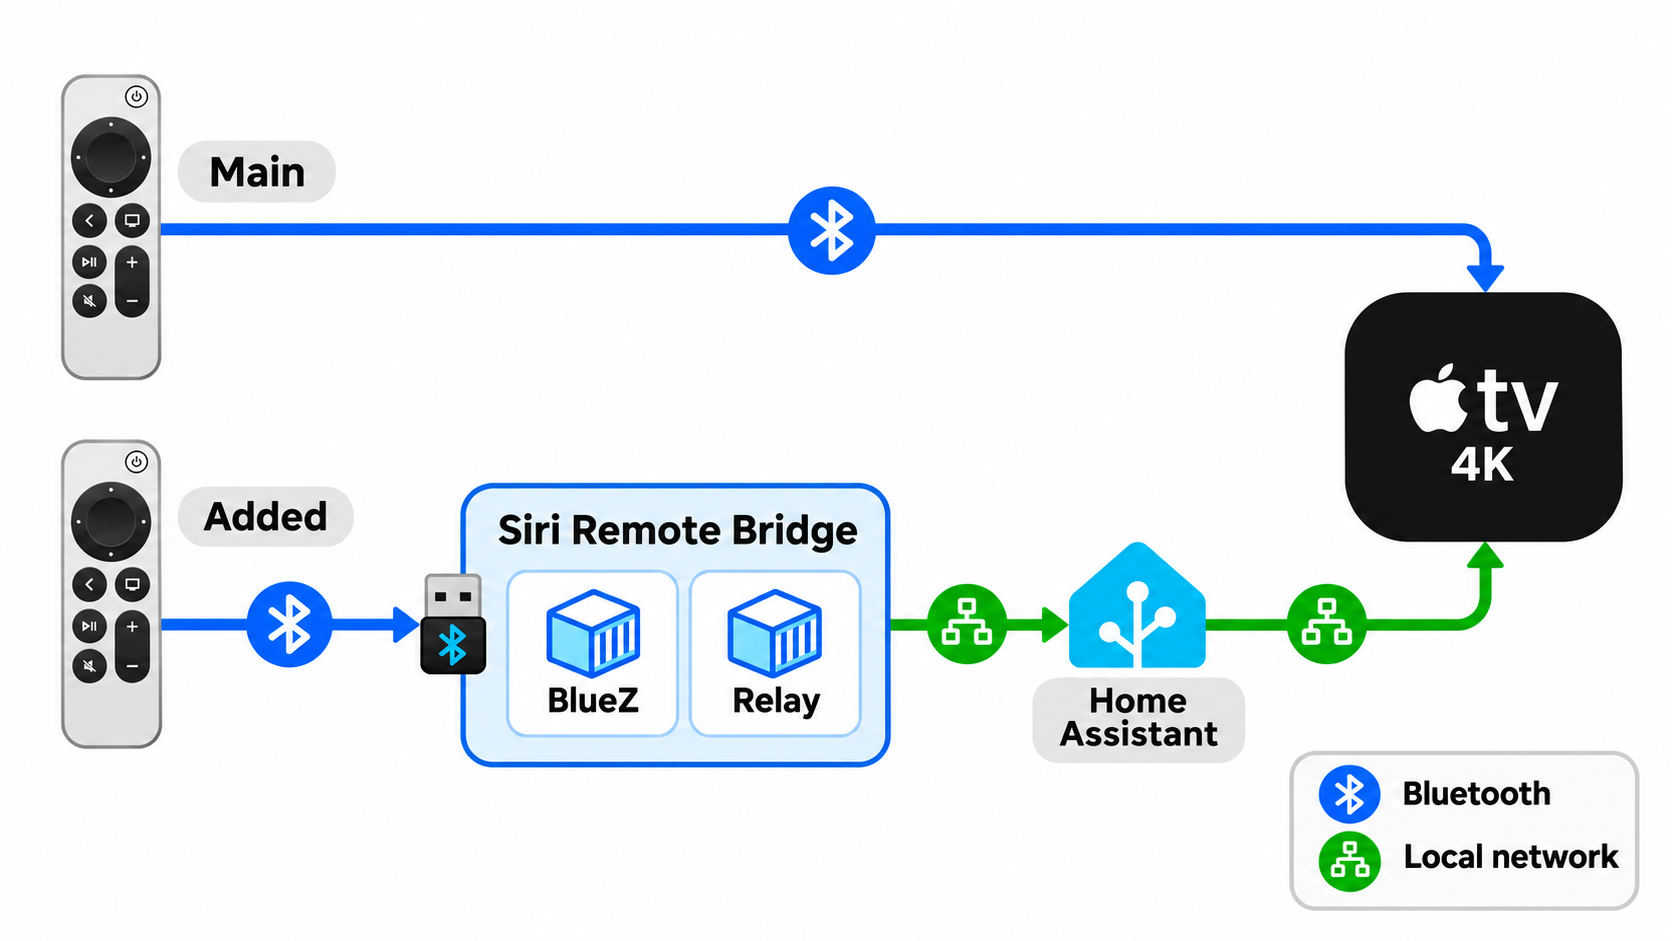 Main
tv
4K
Added
Siri Remote Bridge
BlueZ
Relay
Home
Assistant
Bluetooth
Local network